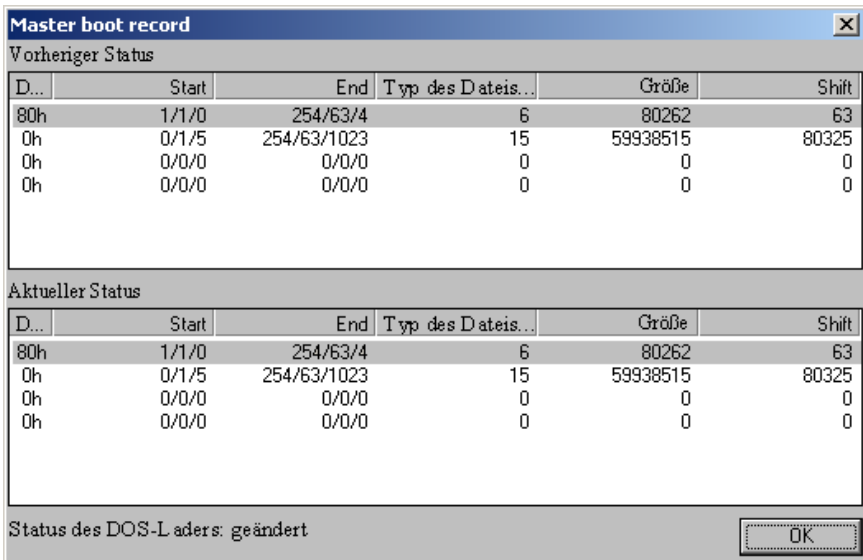 Master boot record
Vorheriger Status
D... Start End Typ des Dateis... Größe Shift
80h 1/1/0 254/63/4 6 80262 63
0h 0/1/5 254/63/1023 15 59938515 80325
0h 0/0/0 0/0/0 0 0 0
0h 0/0/0 0/0/0 0 0 0
Aktueller Status
D... Start End Typ des Dateis... Größe Shift
80h 1/1/0 254/63/4 6 80262 63
0h 0/1/5 254/63/1023 15 59938515 80325
0h 0/0/0 0/0/0 0 0 0
0h 0/0/0 0/0/0 0 0 0
Status des DOS-Laders: geändert
OK